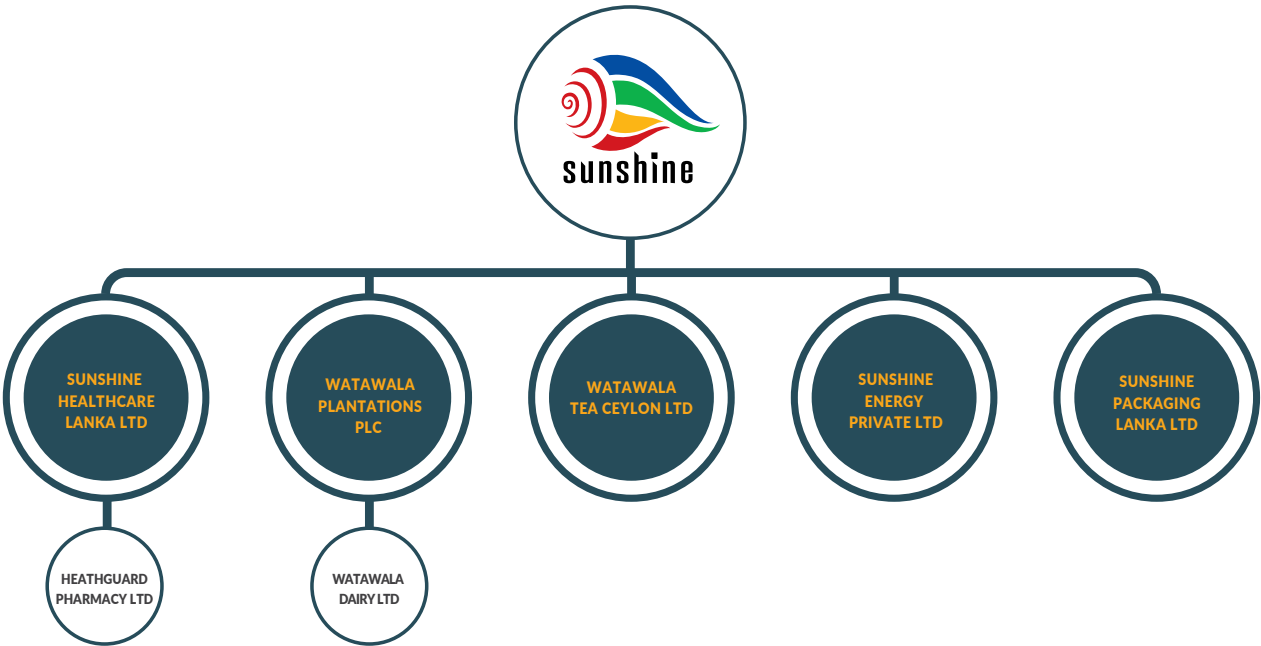 sunshine
SUNSHINE
HEALTHCARE
LANKA LTD
WATAWALA
PLANTATIONS
PLC
WATAWALA
TEA CEYLON LTD
SUNSHINE
ENERGY
PRIVATE LTD
SUNSHINE
PACKAGING
LANKA LTD
HEATHGUARD
PHARMACY LTD
WATAWALA
DAIRY LTD